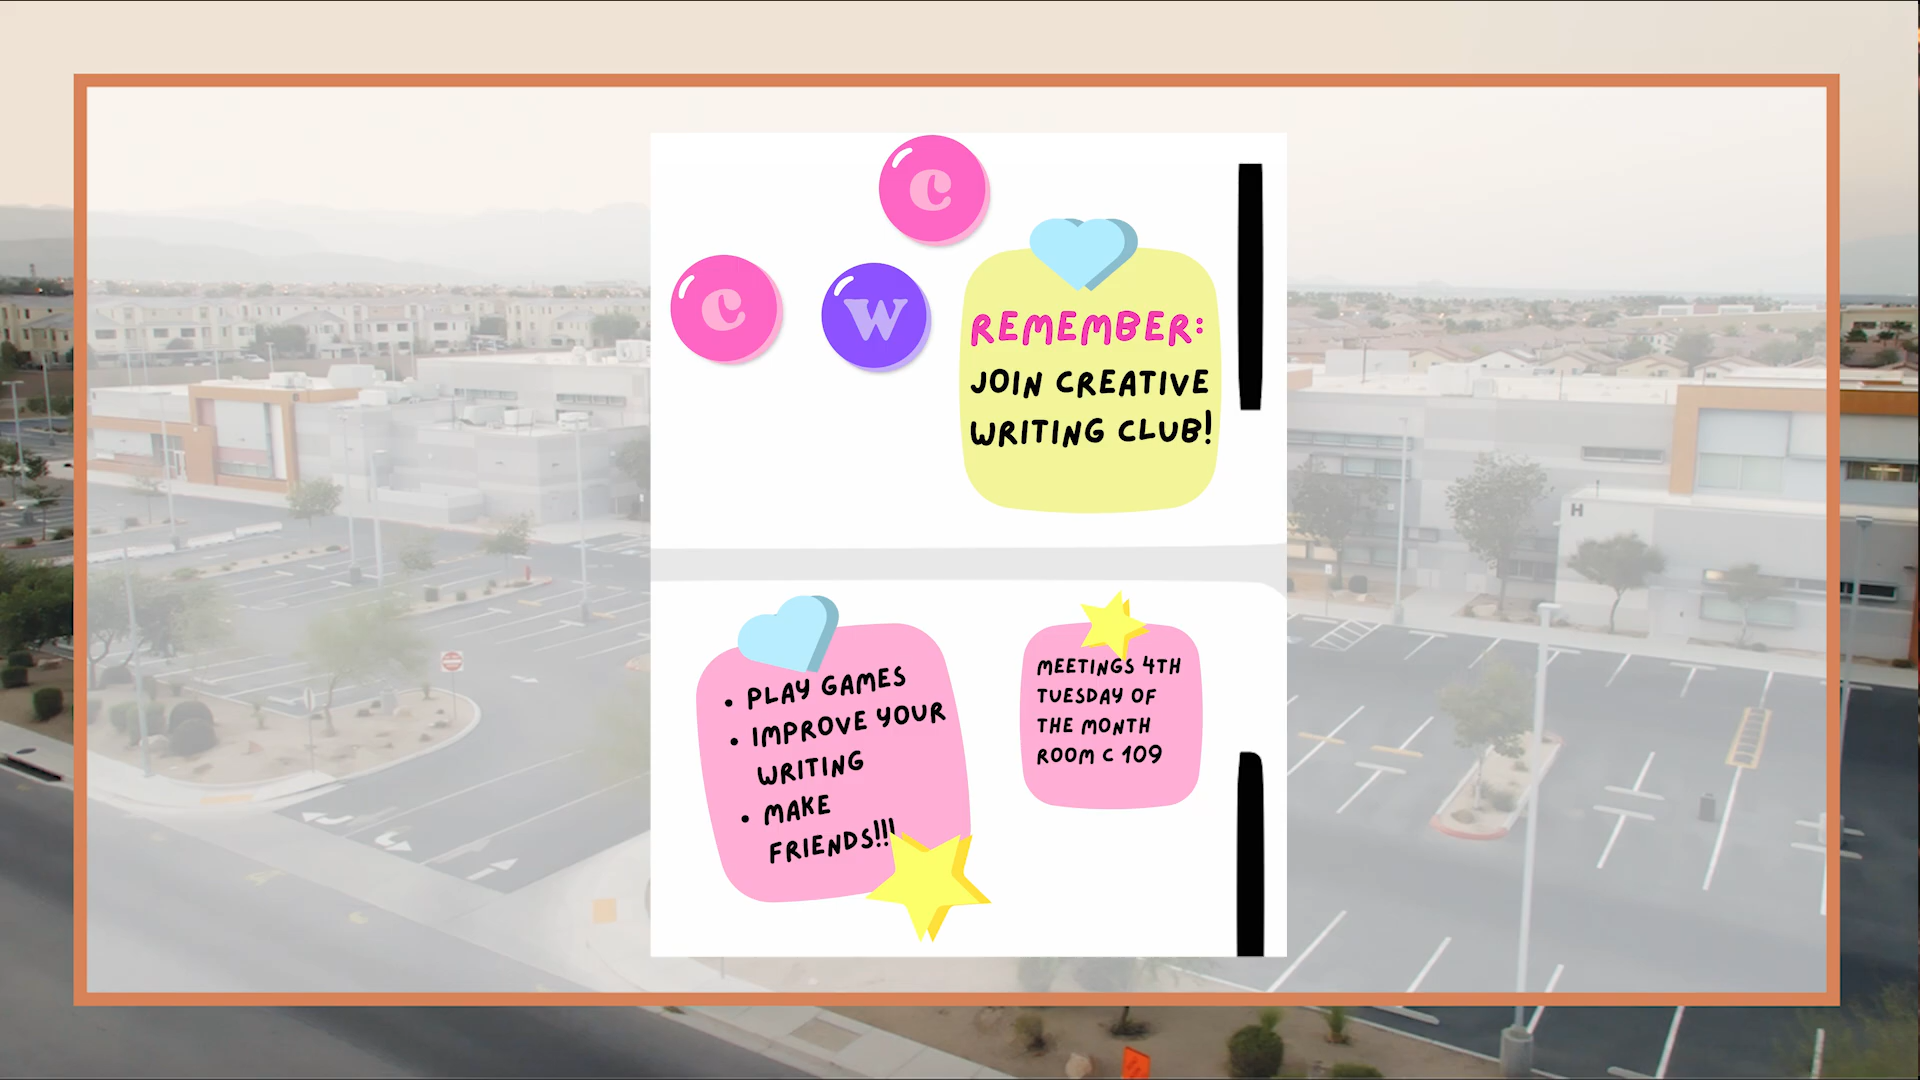 C
C
W
REMEMBER:
JOIN CREATIVE
WRITING CLUB!
• PLAY GAMES
• IMPROVE YOUR
WRITING
• MAKE
FRIENDS!!!
MEETINGS 4TH
TUESDAY OF
THE MONTH
ROOM C 109
H